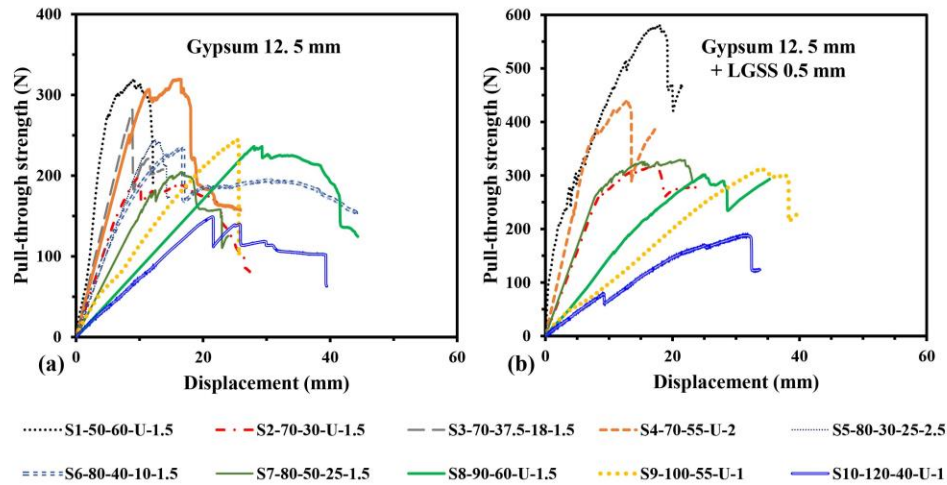 Gypsum 12. 5 mm
Pull-through strength (N)
400
300
200
100
0
0
20
40
60
(a)
Displacement (mm)
Gypsum 12.5 mm
+ LGSS 0.5 mm
Pull-through strength (N)
600
500
400
300
200
100
0
0
20
40
60
(b)
Displacement (mm)
S1-50-60-U-1.5
S2-70-30-U-1.5
S3-70-37.5-18-1.5
S4-70-55-U-2
S5-80-30-25-2.5
S6-80-40-10-1.5
S7-80-50-25-1.5
S8-90-60-U-1.5
S9-100-55-U-1
S10-120-40-U-1